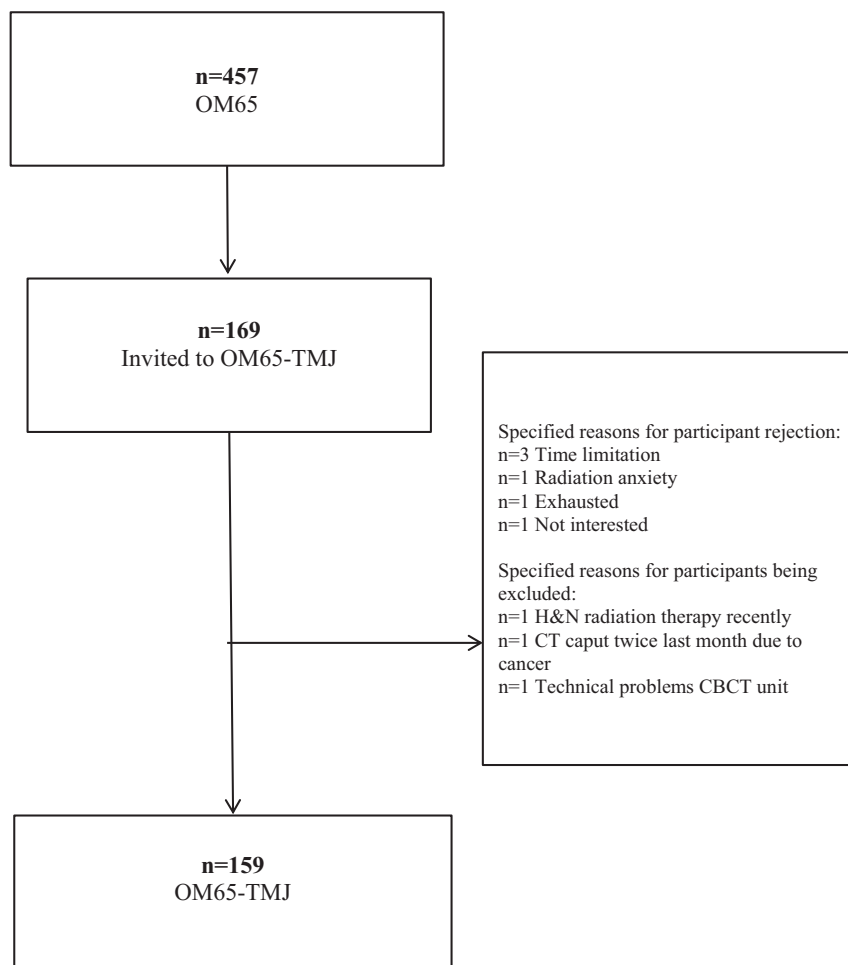 n=457
OM65
n=169
Invited to OM65-TMJ
Specified reasons for participant rejection:
n=3 Time limitation
n=1 Radiation anxiety
n=1 Exhausted
n=1 Not interested
Specified reasons for participants being
excluded:
n=1 H&N radiation therapy recently
n=1 CT caput twice last month due to
cancer
n=1 Technical problems CBCT unit
n=159
OM65-TMJ